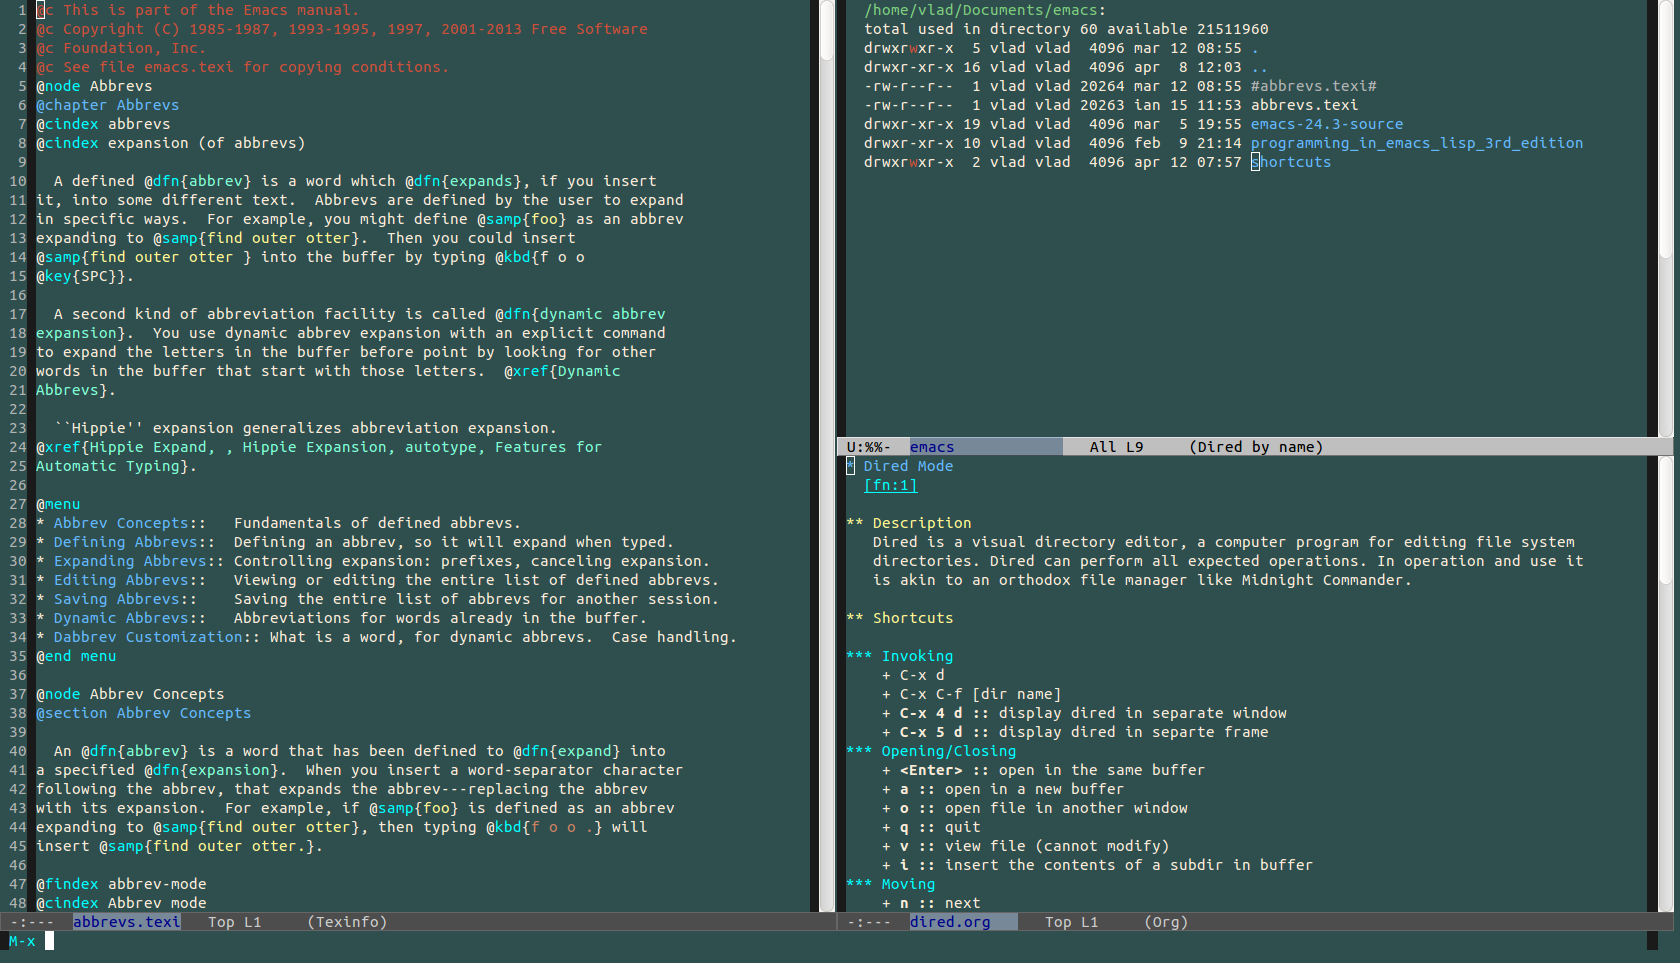 1 @c This is part of the Emacs manual.
2 @c Copyright (C) 1985-1987, 1993-1995, 1997, 2001-2013 Free Software
3 @c Foundation, Inc.
4 @c See file emacs.texi for copying conditions.
5 @node Abbrevs
6 @chapter Abbrevs
7 @cindex abbrevs
8 @cindex expansion (of abbrevs)
9
10   A defined @dfn{abbrev} is a word which @dfn{expands}, if you insert
11 it, into some different text.  Abbrevs are defined by the user to expand
12 in specific ways.  For example, you might define @samp{foo} as an abbrev
13 expanding to @samp{find outer otter}.  Then you could insert
14 @samp{find outer otter } into the buffer by typing @kbd{f o o
15 @key{SPC}}.
16
17   A second kind of abbreviation facility is called @dfn{dynamic abbrev
18 expansion}.  You use dynamic abbrev expansion with an explicit command
19 to expand the letters in the buffer before point by looking for other
20 words in the buffer that start with those letters.  @xref{Dynamic
21 Abbrevs}.
22
23   ``Hippie'' expansion generalizes abbreviation expansion.
24 @xref{Hippie Expand, , Hippie Expansion, autotype, Features for
25 Automatic Typing}.
26
27 @menu
28 * Abbrev Concepts::   Fundamentals of defined abbrevs.
29 * Defining Abbrevs::  Defining an abbrev, so it will expand when typed.
30 * Expanding Abbrevs:: Controlling expansion: prefixes, canceling expansion.
31 * Editing Abbrevs::   Viewing or editing the entire list of defined abbrevs.
32 * Saving Abbrevs::    Saving the entire list of abbrevs for another session.
33 * Dynamic Abbrevs::   Abbreviations for words already in the buffer.
34 * Dabbrev Customization:: What is a word, for dynamic abbrevs.  Case handling.
35 @end menu
36
37 @node Abbrev Concepts
38 @section Abbrev Concepts
39
40   An @dfn{abbrev} is a word that has been defined to @dfn{expand} into
41 a specified @dfn{expansion}.  When you insert a word-separator character
42 following the abbrev, that expands the abbrev---replacing the abbrev
43 with its expansion.  For example, if @samp{foo} is defined as an abbrev
44 expanding to @samp{find outer otter}, then typing @kbd{f o o .} will
45 insert @samp{find outer otter.}.
46
47 @findex abbrev-mode
48 @cindex Abbrev mode
-:---  abbrevs.texi   Top L1     (Texinfo)
/home/vlad/Documents/emacs:
total used in directory 60 available 21511960
drwxrwxr-x  5 vlad vlad  4096 mar 12 08:55 .
drwxr-xr-x 16 vlad vlad  4096 apr  8 12:03 ..
-rw-r--r--  1 vlad vlad 20264 mar 12 08:55 #abbrevs.texi#
-rw-r--r--  1 vlad vlad 20263 ian 15 11:53 abbrevs.texi
drwxr-xr-x 19 vlad vlad  4096 mar  5 19:55 emacs-24.3-source
drwxr-xr-x 10 vlad vlad  4096 feb  9 21:14 programming_in_emacs_lisp_3rd_edition
drwxrwxr-x  2 vlad vlad  4096 apr 12 07:57 shortcuts
U:%%-  emacs   All L9     (Dired by name)
* Dired Mode
[fn:1]
** Description
Dired is a visual directory editor, a computer program for editing file system
directories. Dired can perform all expected operations. In operation and use it
is akin to an orthodox file manager like Midnight Commander.
** Shortcuts
*** Invoking
+ C-x d
+ C-x C-f [dir name]
+ C-x 4 d :: display dired in separate window
+ C-x 5 d :: display dired in separte frame
*** Opening/Closing
+ <Enter> :: open in the same buffer
+ a :: open in a new buffer
+ o :: open file in another window
+ q :: quit
+ v :: view file (cannot modify)
+ i :: insert the contents of a subdir in buffer
*** Moving
+ n :: next
-:---  dired.org   Top L1     (Org)
M-x